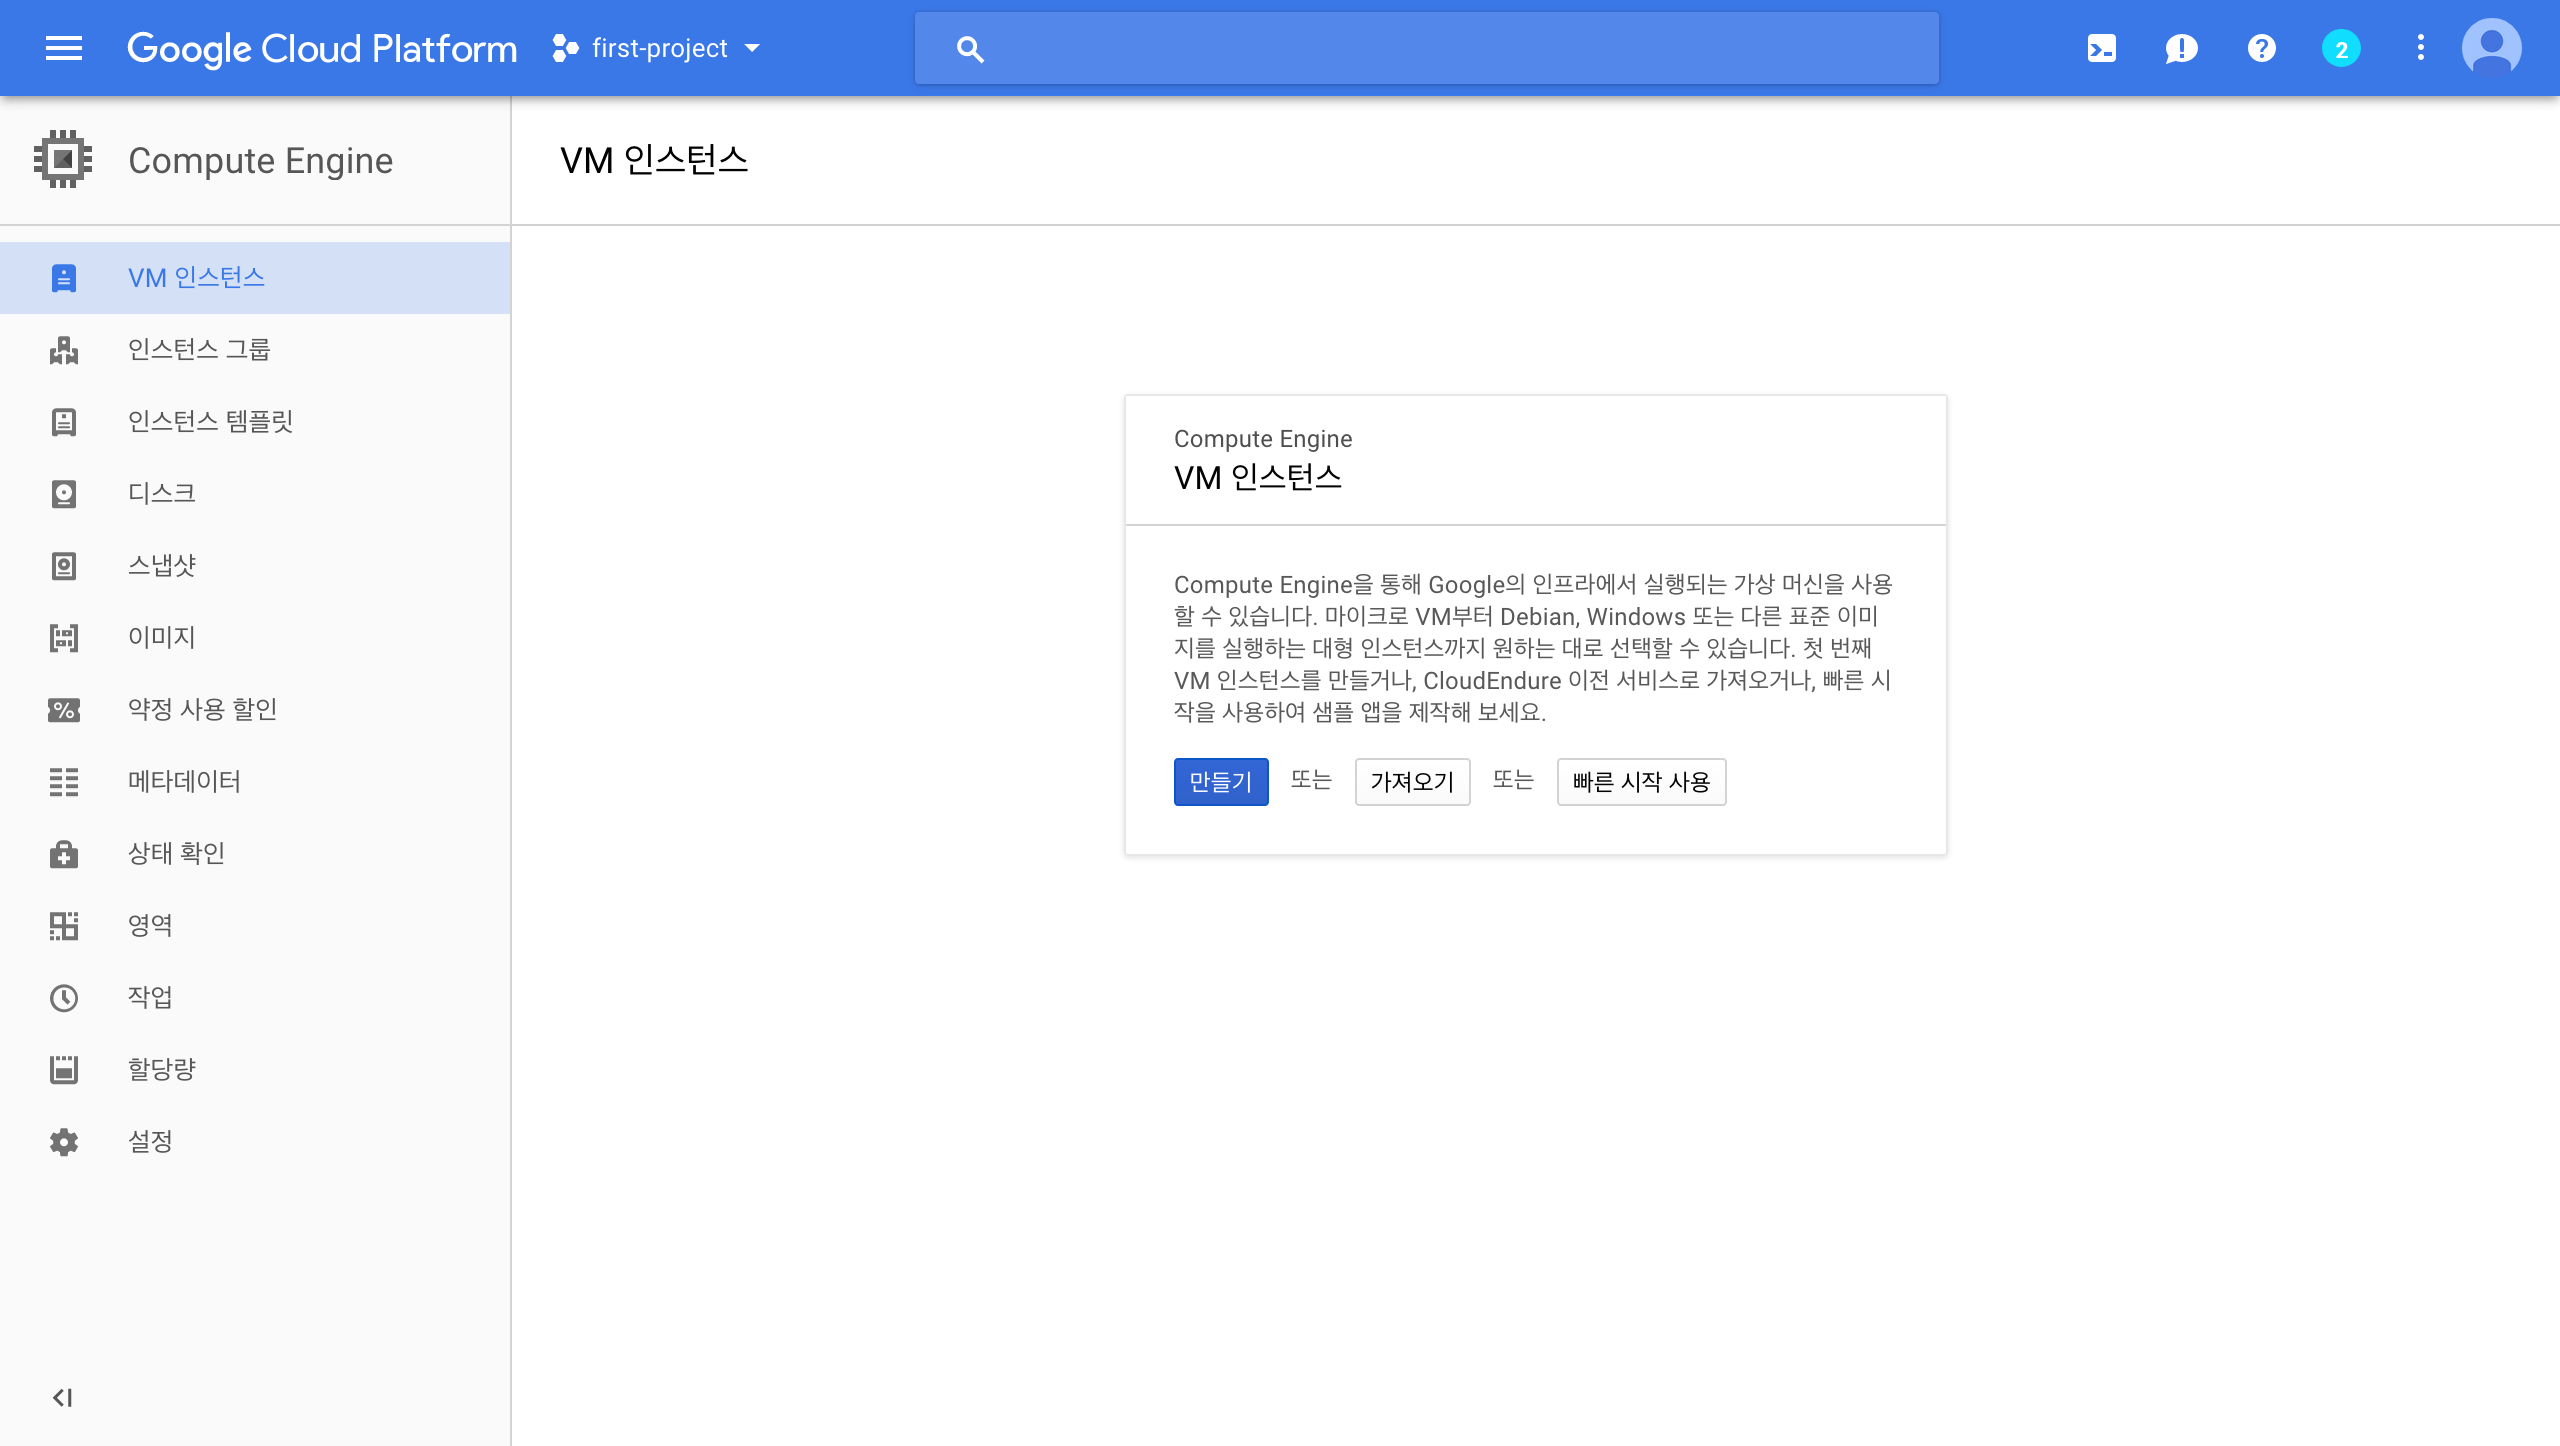 Google Cloud Platform
first-project
2
Compute Engine
VM 인스턴스
VM 인스턴스
인스턴스 그룹
인스턴스 템플릿
디스크
스냅샷
이미지
약정 사용 할인
메타데이터
상태 확인
영역
작업
할당량
설정
Compute Engine
VM 인스턴스
Compute Engine을 통해 Google의 인프라에서 실행되는 가상 머신을 사용
할 수 있습니다. 마이크로 VM부터 Debian, Windows 또는 다른 표준 이미
지를 실행하는 대형 인스턴스까지 원하는 대로 선택할 수 있습니다. 첫 번째
VM 인스턴스를 만들거나, CloudEndure 이전 서비스로 가져오거나, 빠른 시
작을 사용하여 샘플 앱을 제작해 보세요.
만들기 또는 가져오기 또는 빠른 시작 사용